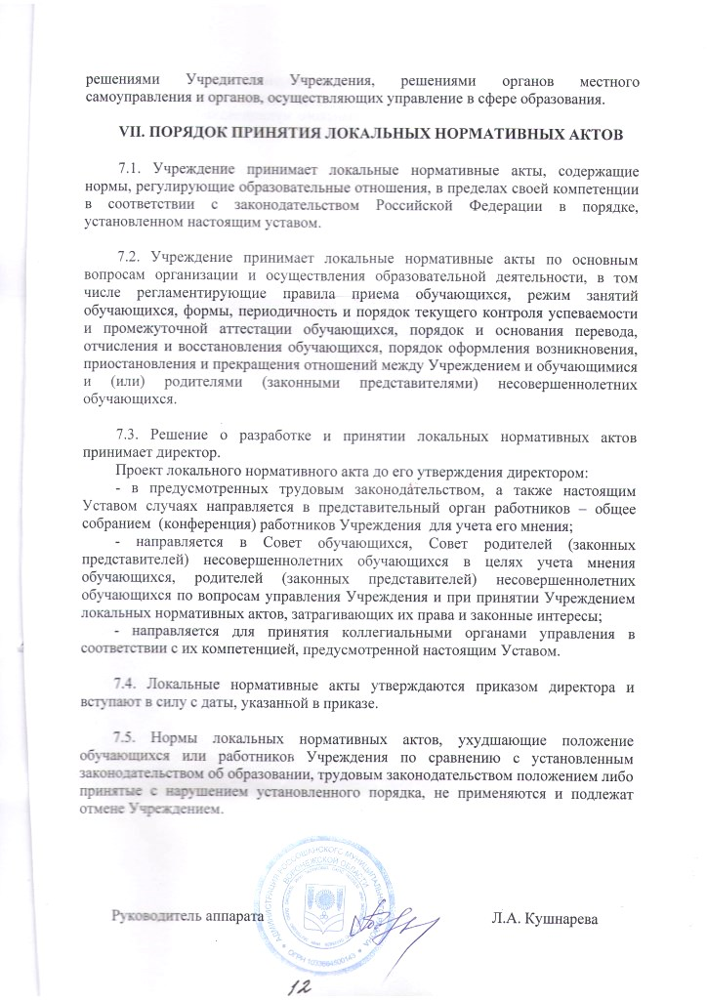 решениями Учредителя Учреждения, решениями органов местного
самоуправления и органов, осуществляющих управление в сфере образования.
VII. ПОРЯДОК ПРИНЯТИЯ ЛОКАЛЬНЫХ НОРМАТИВНЫХ АКТОВ
7.1. Учреждение принимает локальные нормативные акты, содержащие
нормы, регулирующие образовательные отношения, в пределах своей компетенции
в соответствии с законодательством Российской Федерации в порядке,
установленном настоящим уставом.
7.2. Учреждение принимает локальные нормативные акты по основным
вопросам организации и осуществления образовательной деятельности, в том
числе регламентирующие правила приема обучающихся, режим занятий
обучающихся, формы, периодичность и порядок текущего контроля успеваемости
и промежуточной аттестации обучающихся, порядок и основания перевода,
отчисления и восстановления обучающихся, порядок оформления возникновения,
приостановления и прекращения отношений между Учреждением и обучающимися
и (или) родителями (законными представителями) несовершеннолетних
обучающихся.
7.3. Решение о разработке и принятии локальных нормативных актов
принимает директор.
Проект локального нормативного акта до его утверждения директором:
- в предусмотренных трудовым законодательством, а также настоящим
Уставом случаях направляется в представительный орган работников – общее
собранием (конференция) работников Учреждения для учета его мнения;
- направляется в Совет обучающихся, Совет родителей (законных
представителей) несовершеннолетних обучающихся в целях учета мнения
обучающихся, родителей (законных представителей) несовершеннолетних
обучающихся по вопросам управления Учреждения и при принятии Учреждением
локальных нормативных актов, затрагивающих их права и законные интересы;
- направляется для принятия коллегиальными органами управления в
соответствии с их компетенцией, предусмотренной настоящим Уставом.
7.4. Локальные нормативные акты утверждаются приказом директора и
вступают в силу с даты, указанной в приказе.
7.5. Нормы локальных нормативных актов, ухудшающие положение
обучающихся или работников Учреждения по сравнению с установленным
законодательством об образовании, трудовым законодательством положением либо
принятые с нарушением установленного порядка, не применяются и подлежат
отмене Учреждением.
АДМИНИСТРАЦИЯ РОССОШАНСКОГО МУНИЦИПАЛЬНОГО
ВОРОНЕЖСКОЙ ОБЛАСТИ
Руководитель аппарата Л.А. Кушнарева
12